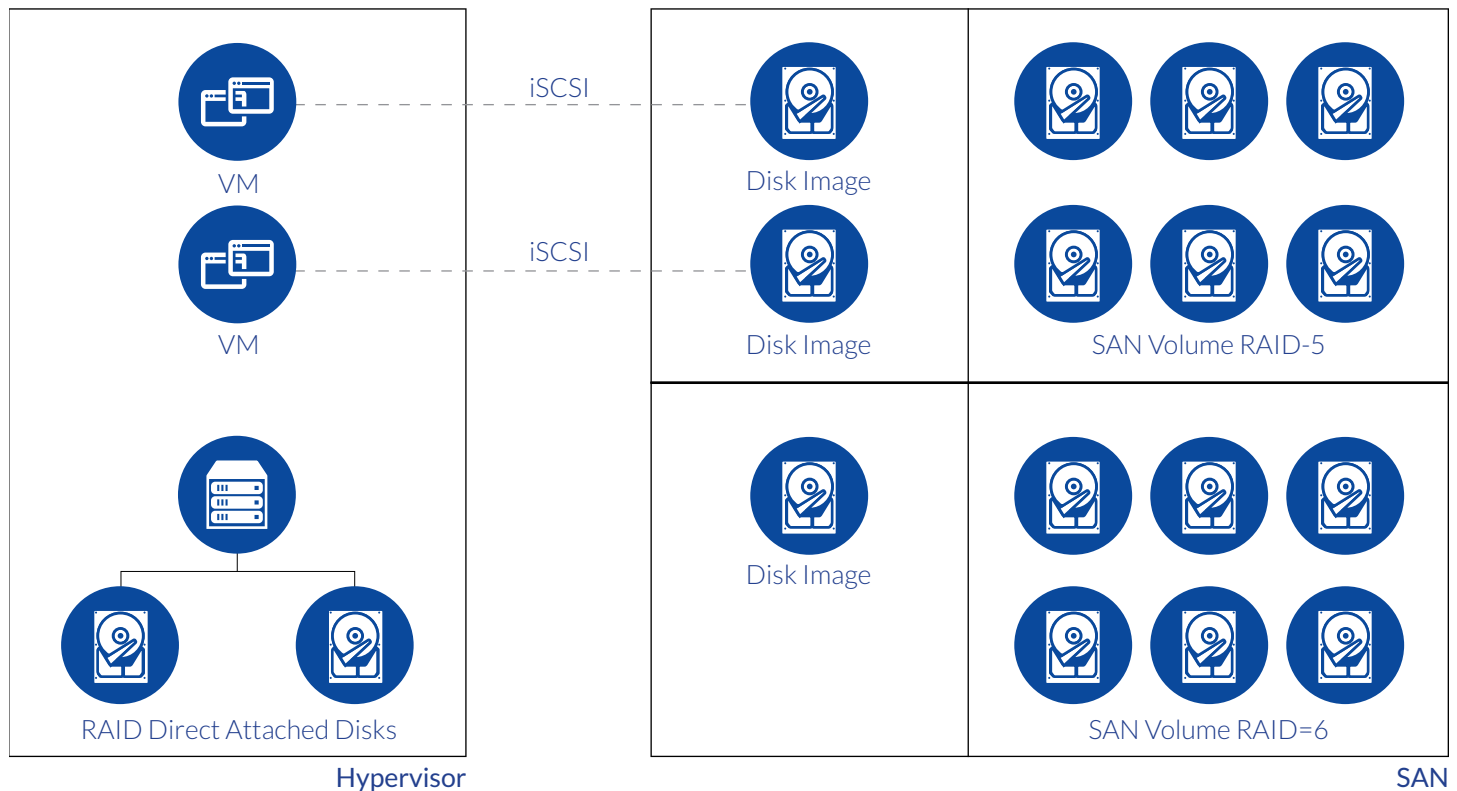 iSCSI
VM
Disk Image
iSCSI
VM
Disk Image
SAN Volume RAID-5
Disk Image
RAID Direct Attached Disks
SAN Volume RAID=6
Hypervisor
SAN